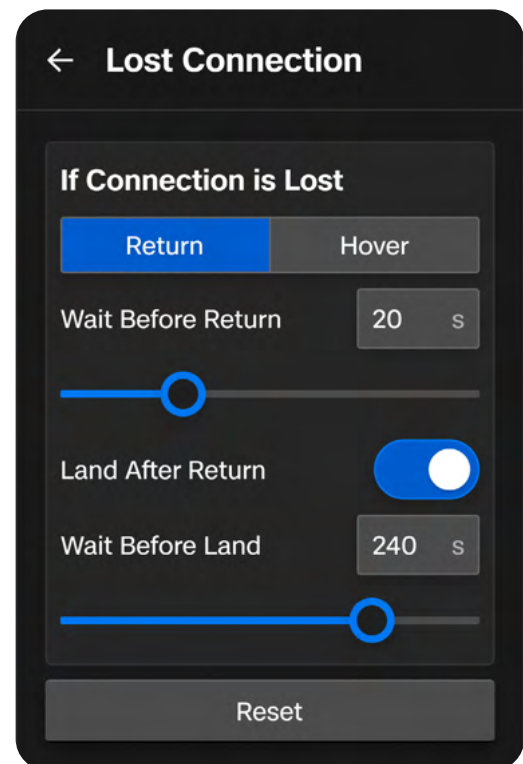 Lost Connection
If Connection is Lost
Return Hover
Wait Before Return 20 s
Land After Return
Wait Before Land 240 s
Reset